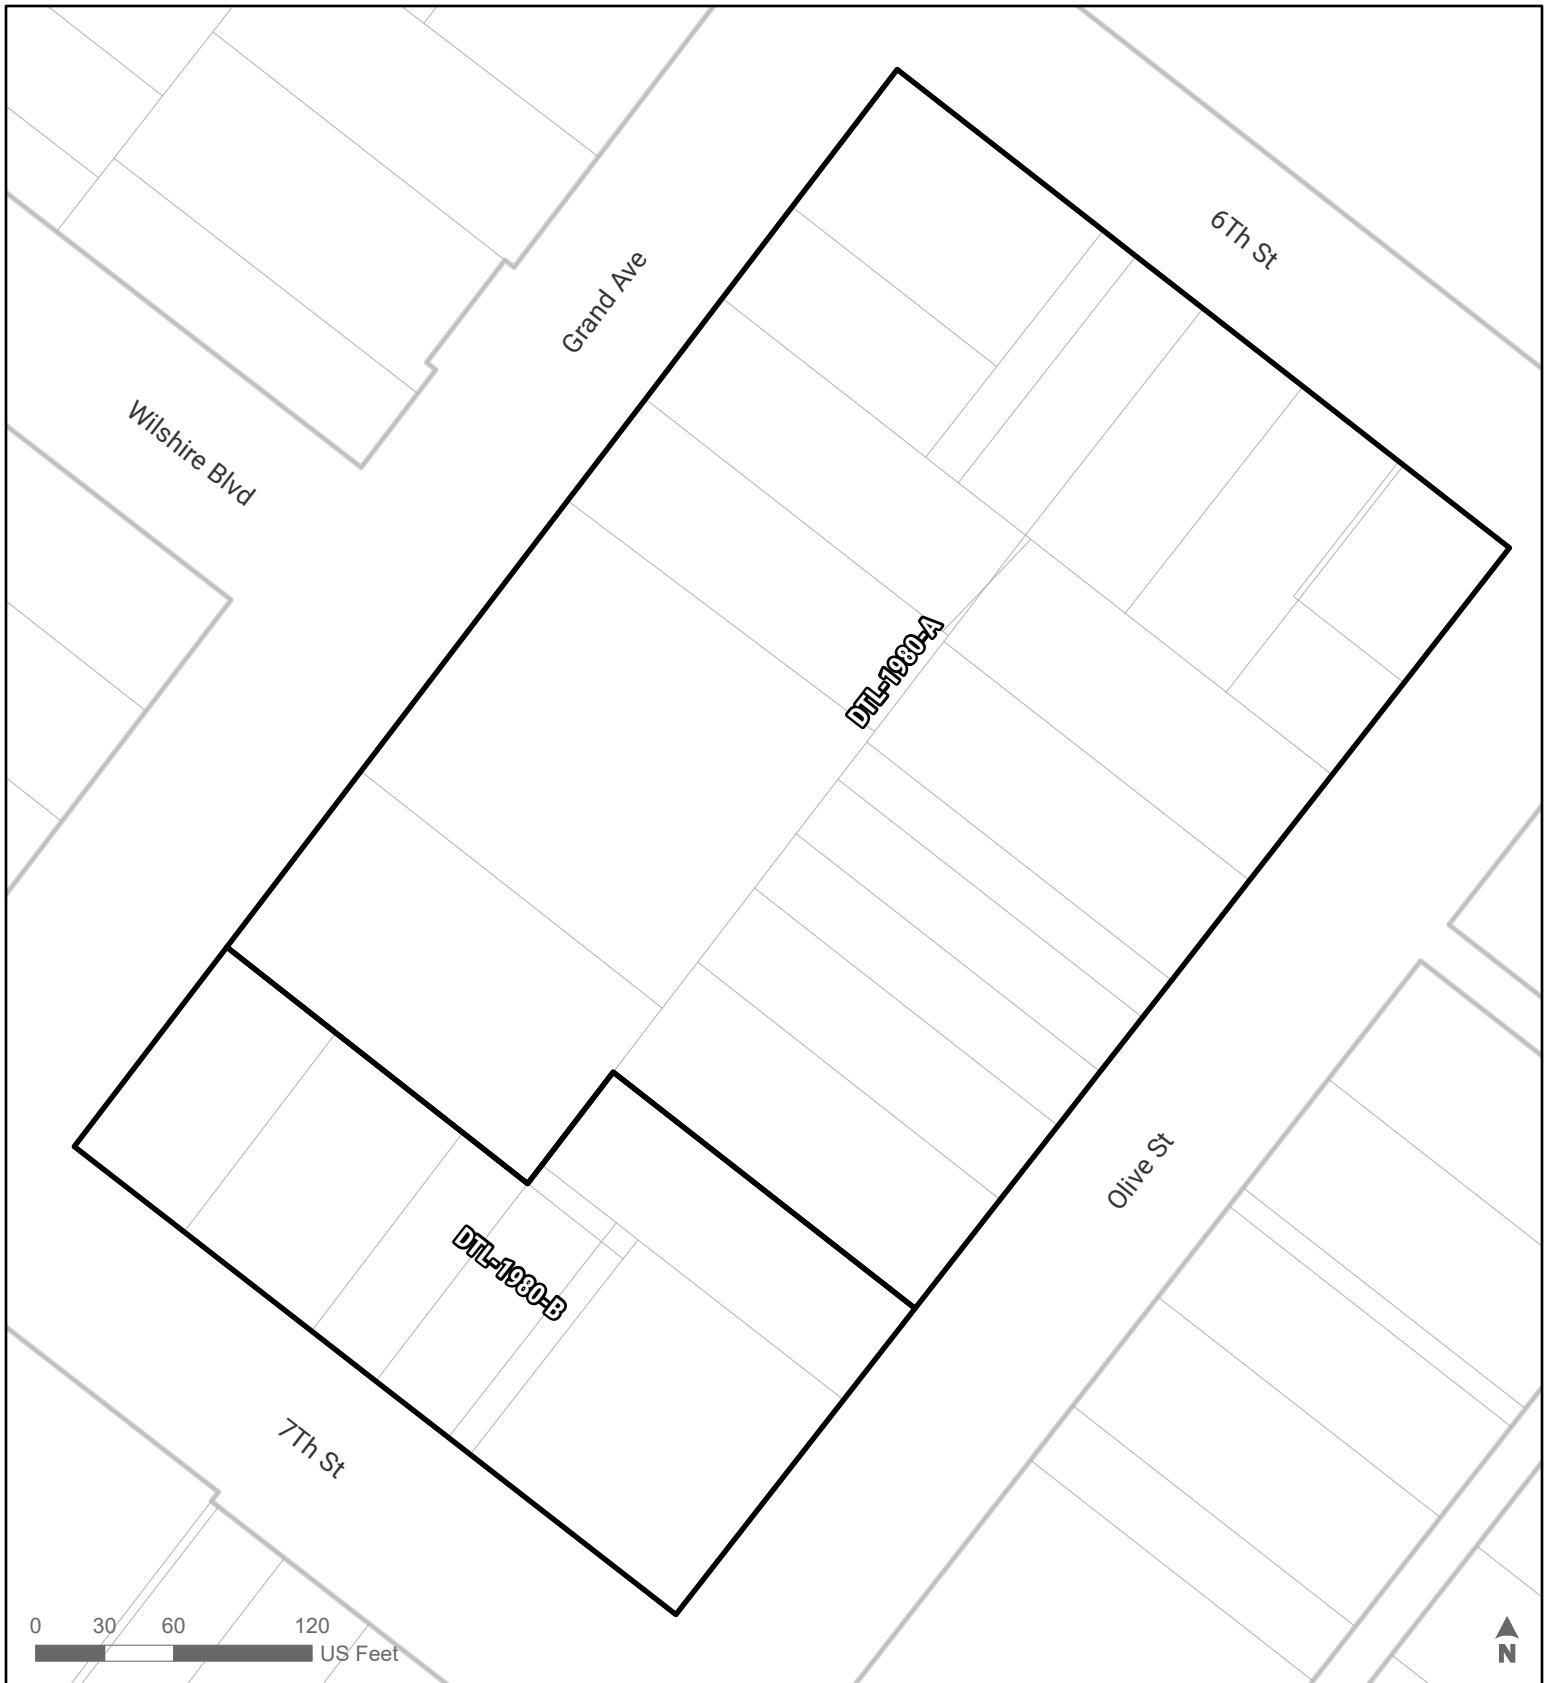 6Th St
Grand Ave
Wilshire Blvd
DTL-1980-A
Olive St
DTL-1980-B
7Th St
0 30 60 120
US Feet
N